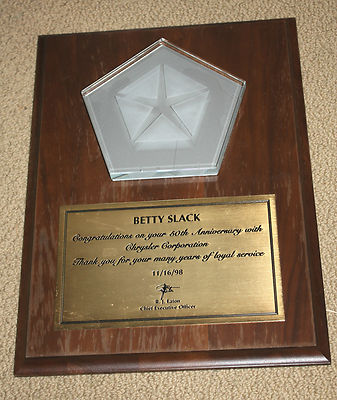 BETTY SLACK
Congratulations on your 50th Anniversary with
Chrysler Corporation
Thank you for your many years of loyal service
11/16/98
R. J. Eaton
Chief Executive Officer